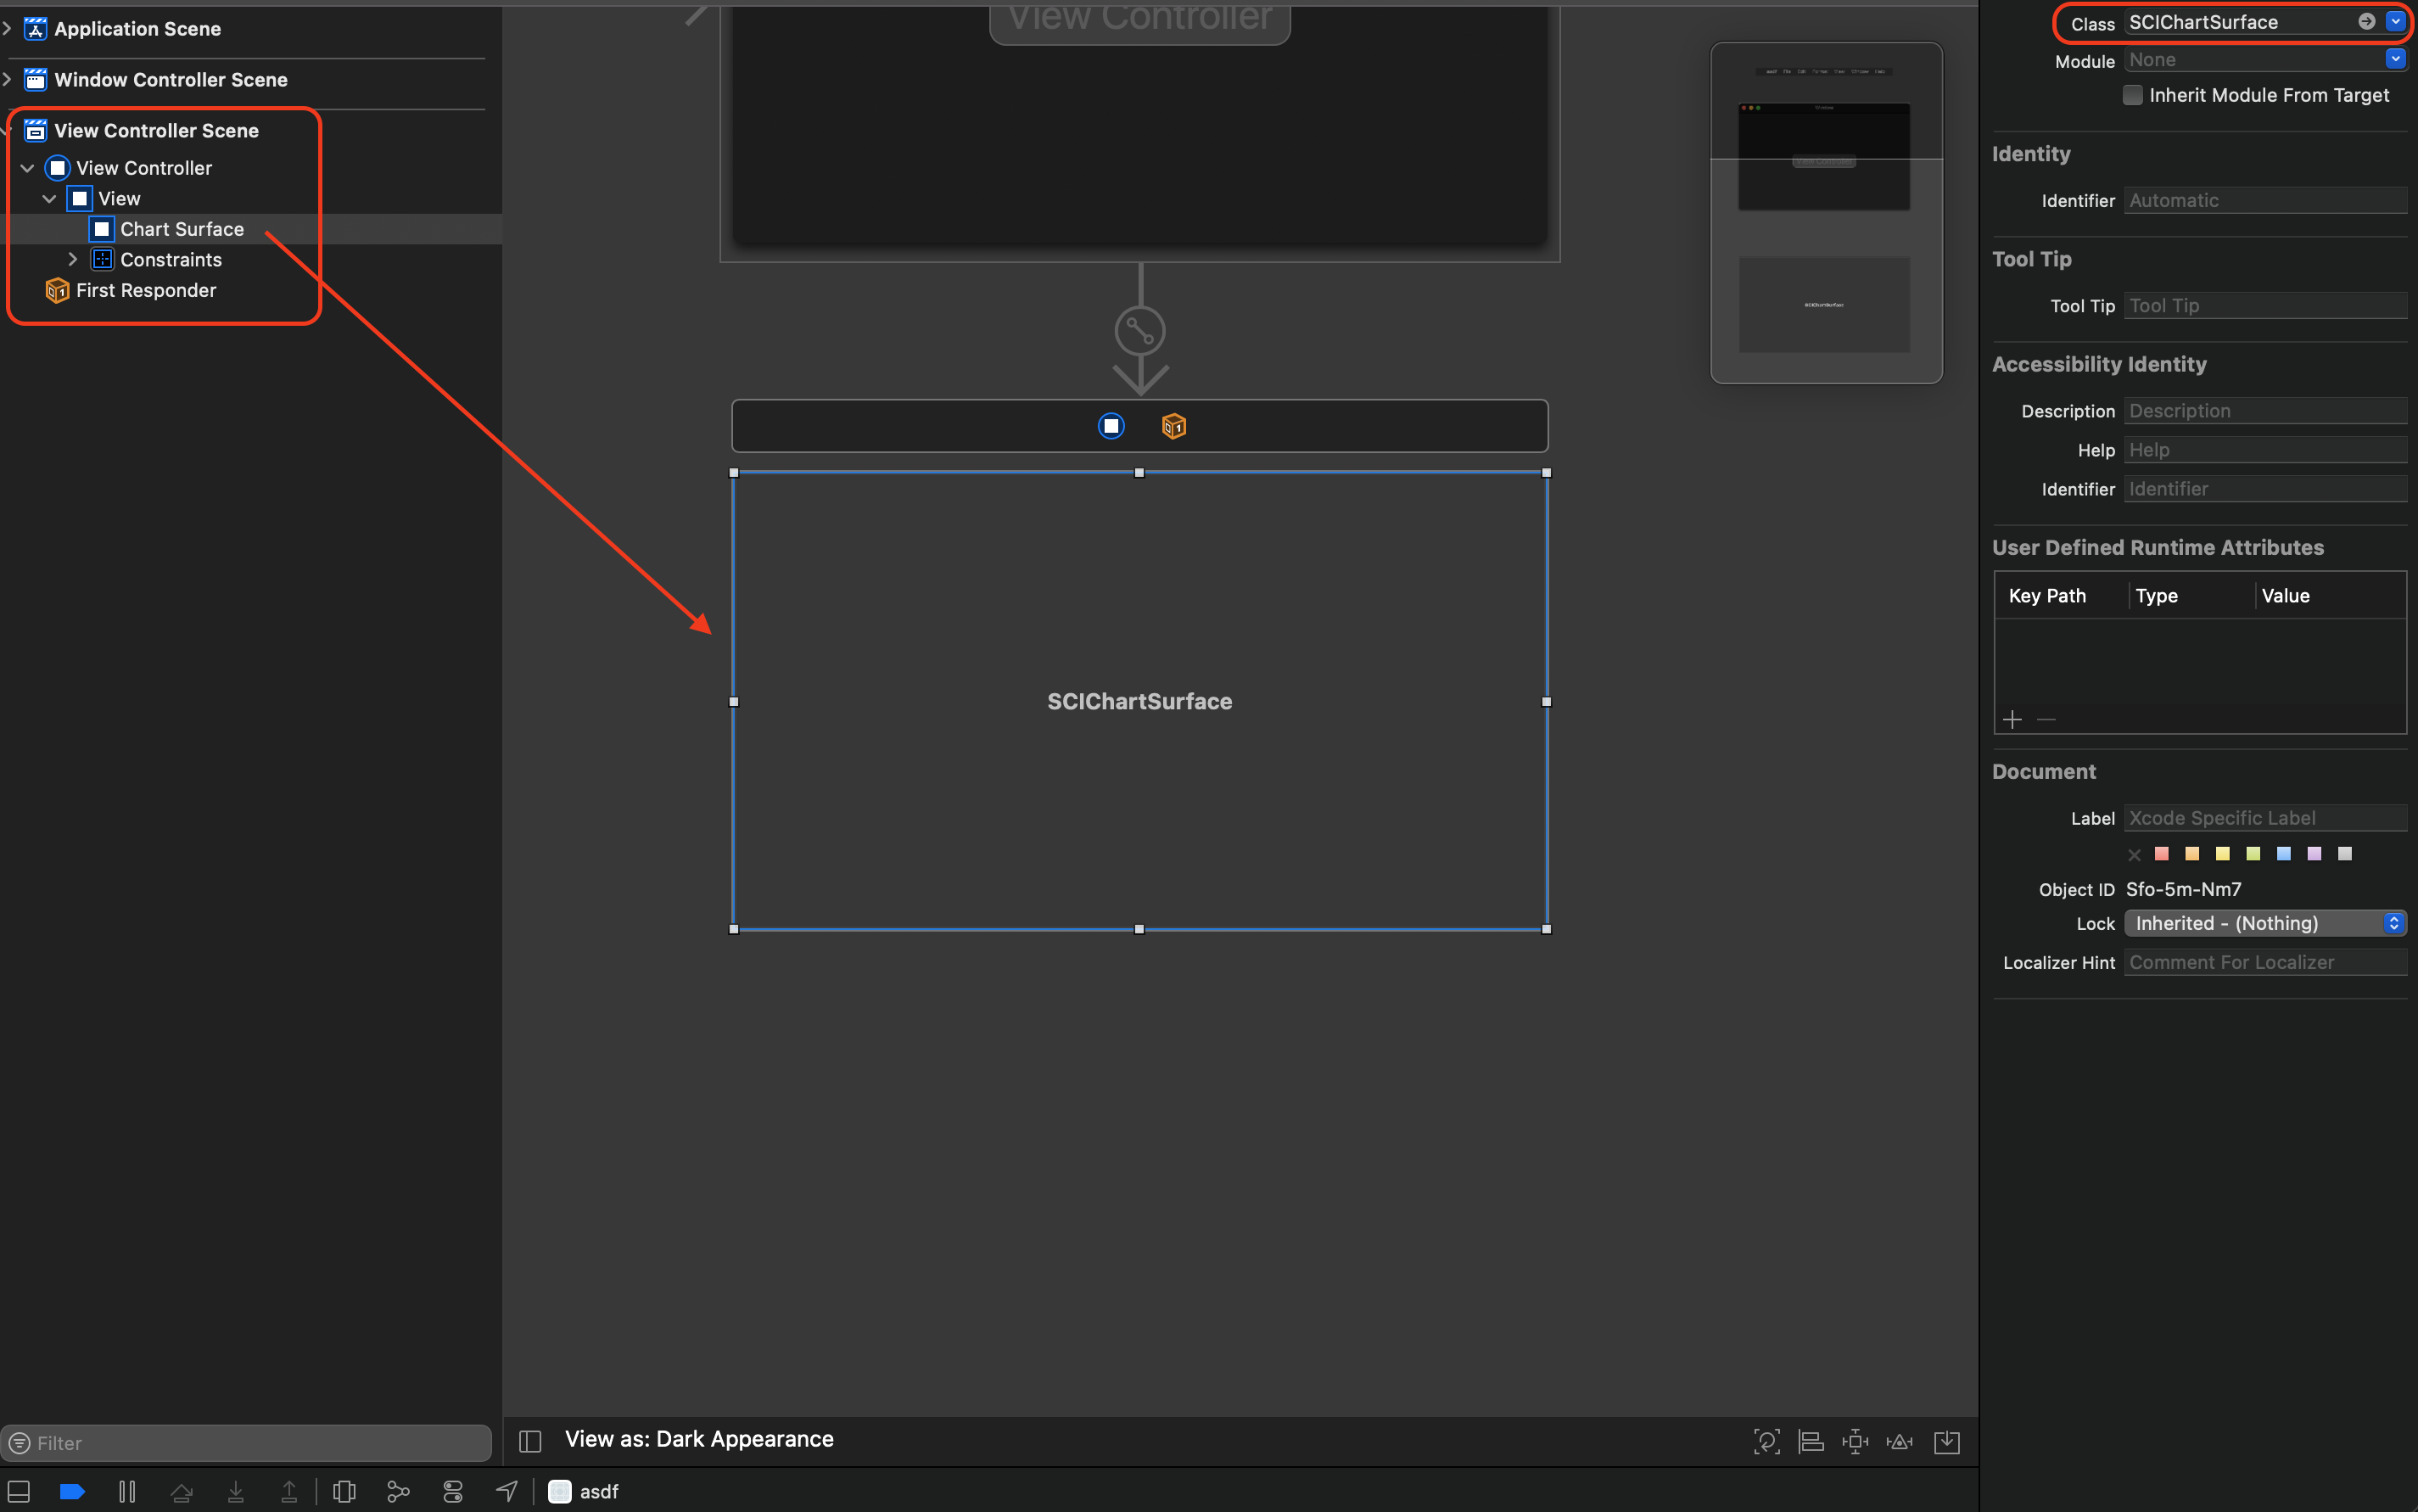 Application Scene
Window Controller Scene
View Controller Scene
View Controller
View
Chart Surface
Constraints
First Responder
Filter
View Controller
SCIChartSurface
View as: Dark Appearance
asdf
Class SCIChartSurface
Module None
Inherit Module From Target
Identity
Identifier Automatic
Tool Tip
Tool Tip Tool Tip
Accessibility Identity
Description Description
Help Help
Identifier Identifier
User Defined Runtime Attributes
Key Path Type Value
Document
Label Xcode Specific Label
Object ID Sfo-5m-Nm7
Lock Inherited - (Nothing)
Localizer Hint Comment For Localizer